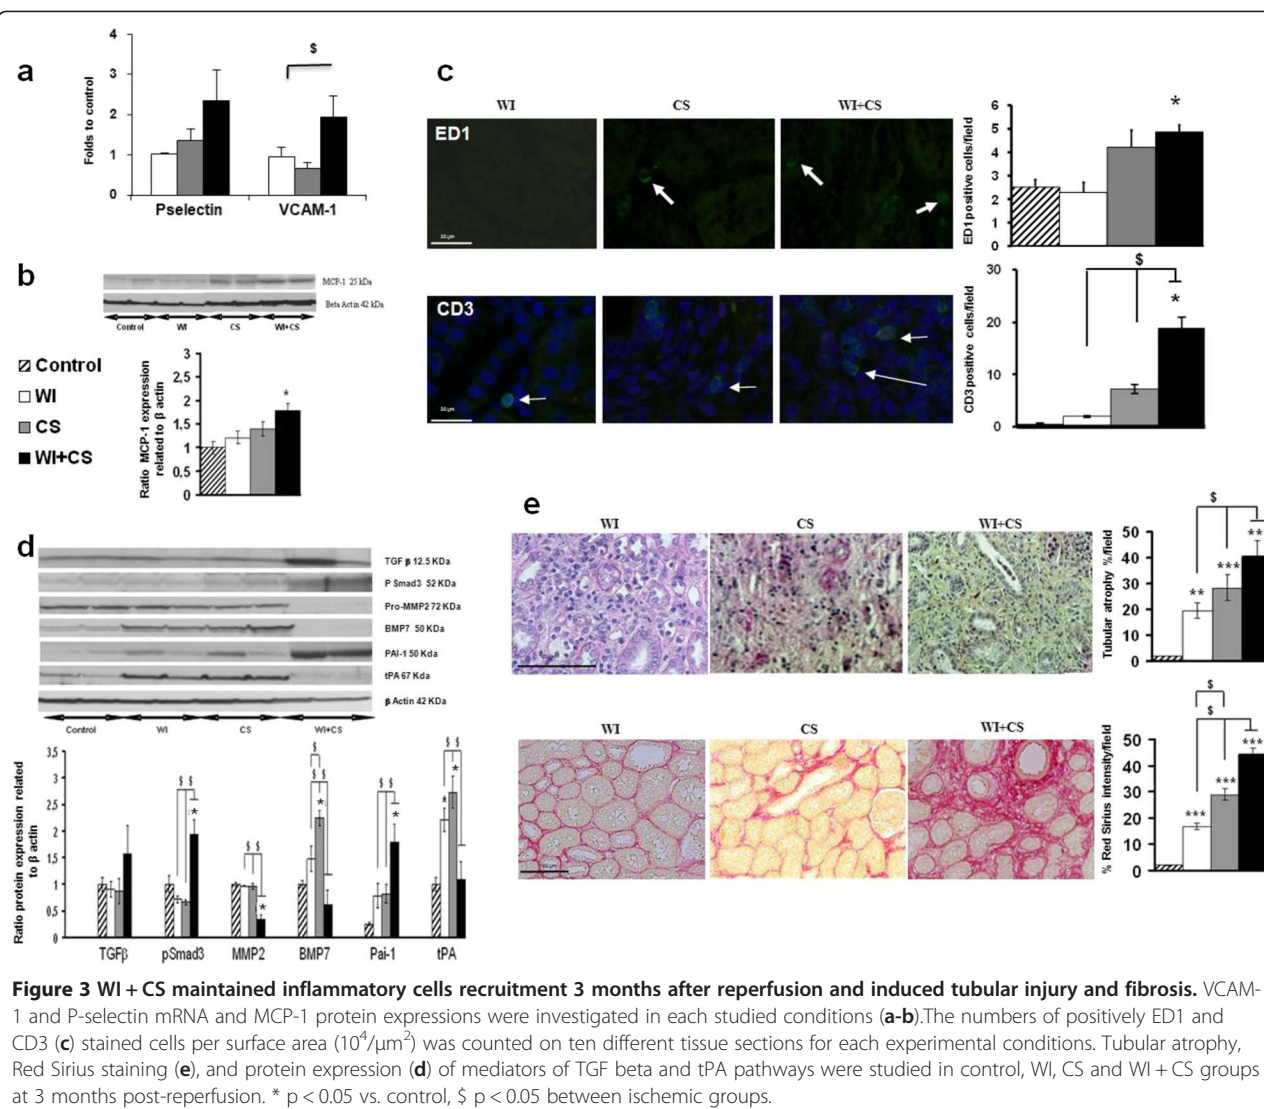 a
Folds to control
4
3
2
1
0
$
Pselectin VCAM-1
b
MCP-1 25 kDa
Beta Actin 42 kDa
Control WI CS WI+CS
Control
WI
CS
WI+CS
Ratio MCP-1 expression
related to β actin
3
2,5
2
1,5
1
0,5
0
*
c
WI CS WI+CS
ED1
ED1 positive cells/field
6
5
4
3
2
1
0
*
CD3
CD3 positive cells/field
30
20
10
0
$
*
d
TGF β 12.5 KDa
P Smad3 52 KDa
Pro-MMP2 72 KDa
BMP7 50 KDa
PAI-1 50 Kda
tPA 67 Kda
β Actin 42 KDa
Control WI CS WI+CS
Ratio protein expression related
to β actin
3,5
3
2,5
2
1,5
1
0,5
0
$ $ * $ $ * $ $ $ * $ $ * $ $ * *
TGFβ pSmad3 MMP2 BMP7 Pai-1 tPA
e
WI CS WI+CS
Tubular atrophy %/field
50
40
30
20
10
0
$
** *** **
WI CS WI+CS
% Red Sirius intensity/field
50
40
30
20
10
0
$
$
*** *** ***
Figure 3 WI + CS maintained inflammatory cells recruitment 3 months after reperfusion and induced tubular injury and fibrosis. VCAM-
1 and P-selectin mRNA and MCP-1 protein expressions were investigated in each studied conditions (a-b).The numbers of positively ED1 and
CD3 (c) stained cells per surface area (10⁴/μm²) was counted on ten different tissue sections for each experimental conditions. Tubular atrophy,
Red Sirius staining (e), and protein expression (d) of mediators of TGF beta and tPA pathways were studied in control, WI, CS and WI + CS groups
at 3 months post-reperfusion. * p < 0.05 vs. control, $ p < 0.05 between ischemic groups.